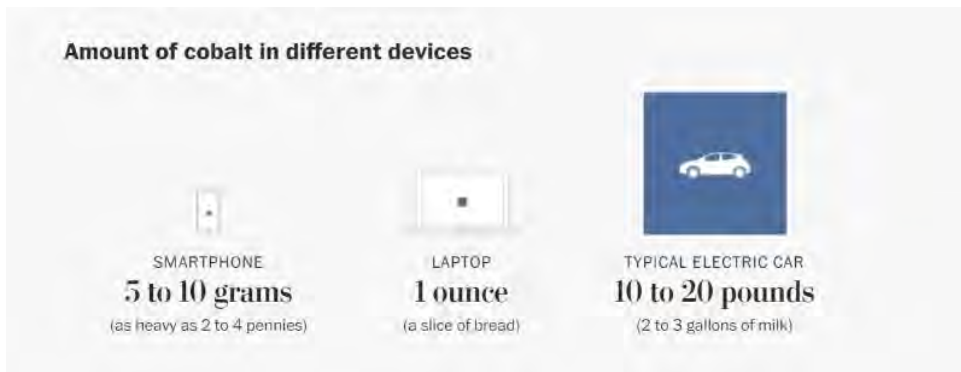 Amount of cobalt in different devices
SMARTPHONE
5 to 10 grams
(as heavy as 2 to 4 pennies)
LAPTOP
1 ounce
(a slice of bread)
TYPICAL ELECTRIC CAR
10 to 20 pounds
(2 to 3 gallons of milk)